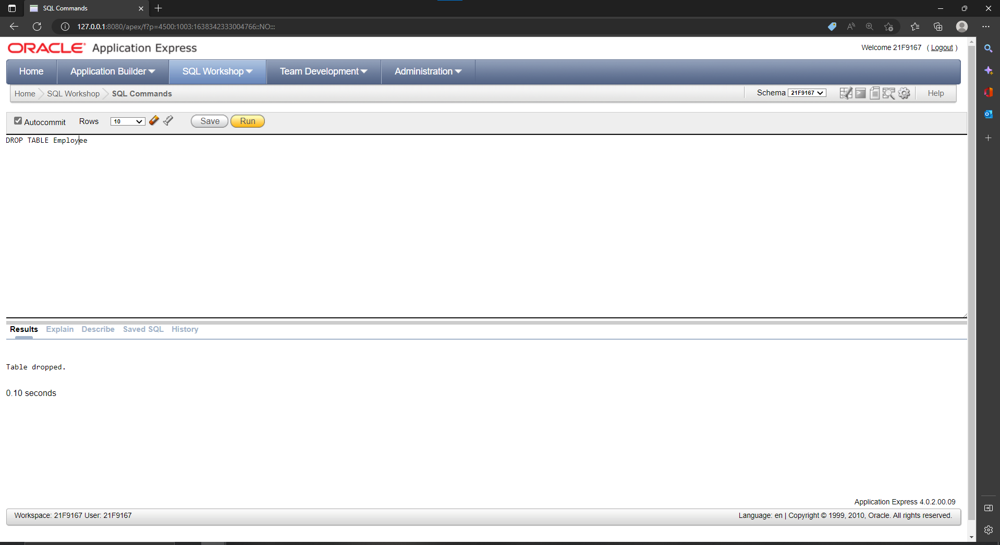 SQL Commands
127.0.0.1:8080/apex/f?p=4500:1003:1638342333004766::NO:::
ORACLE Application Express
Welcome 21F9167 ( Logout )
Home Application Builder SQL Workshop Team Development Administration
Home SQL Workshop SQL Commands Schema 21F9167 Help
Autocommit Rows 10 Save Run
DROP TABLE Employee
Results Explain Describe Saved SQL History
Table dropped.
0.10 seconds
Application Express 4.0.2.00.09
Workspace: 21F9167 User: 21F9167 Language: en | Copyright © 1999, 2010, Oracle. All rights reserved.